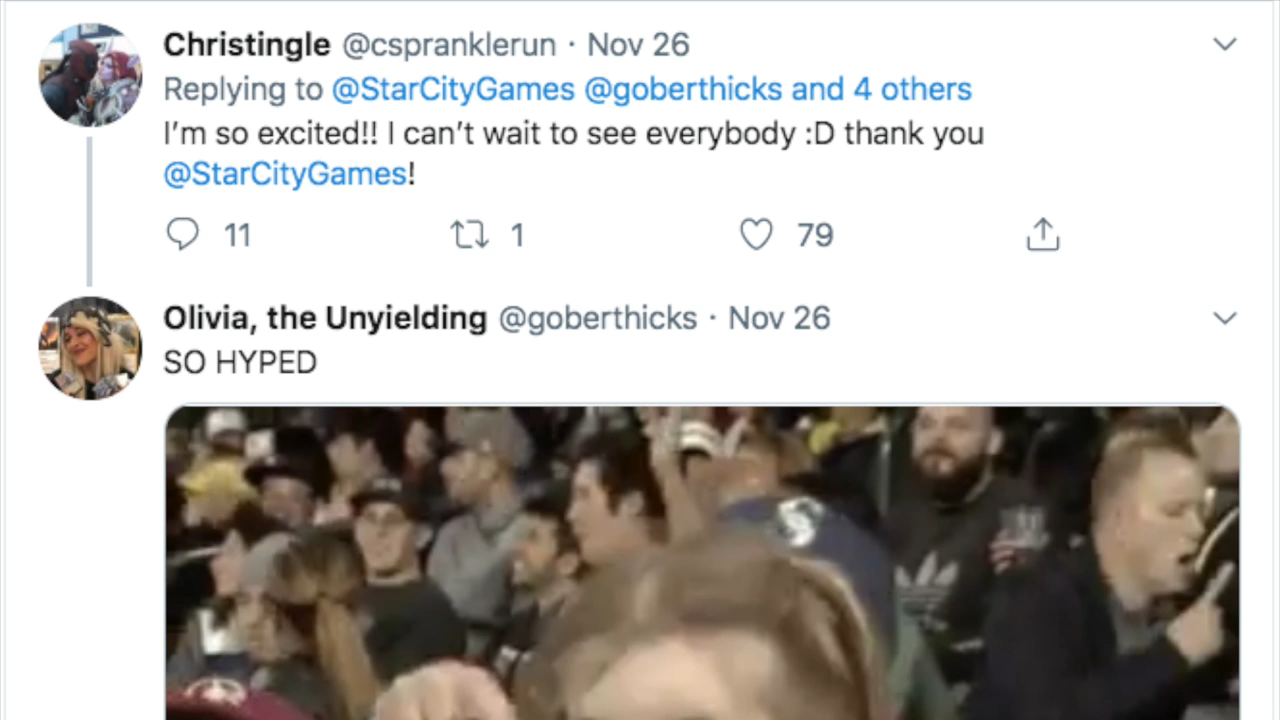 Christingle @cspranklerun · Nov 26
Replying to @StarCityGames @goberthicks and 4 others
I’m so excited!! I can’t wait to see everybody :D thank you
@StarCityGames!
11 1 79
Olivia, the Unyielding @goberthicks · Nov 26
SO HYPED